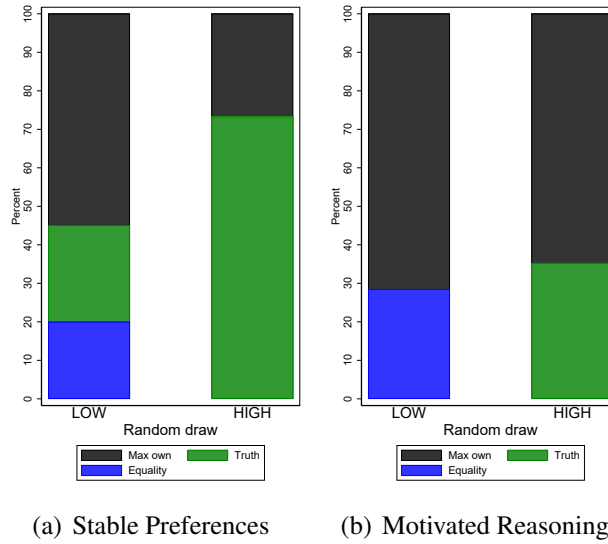 100
90
80
70
60
50
40
30
20
10
0
Percent
LOW HIGH
Random draw
Max own Truth
Equality
(a) Stable Preferences
100
90
80
70
60
50
40
30
20
10
0
Percent
LOW HIGH
Random draw
Max own Truth
Equality
(b) Motivated Reasoning